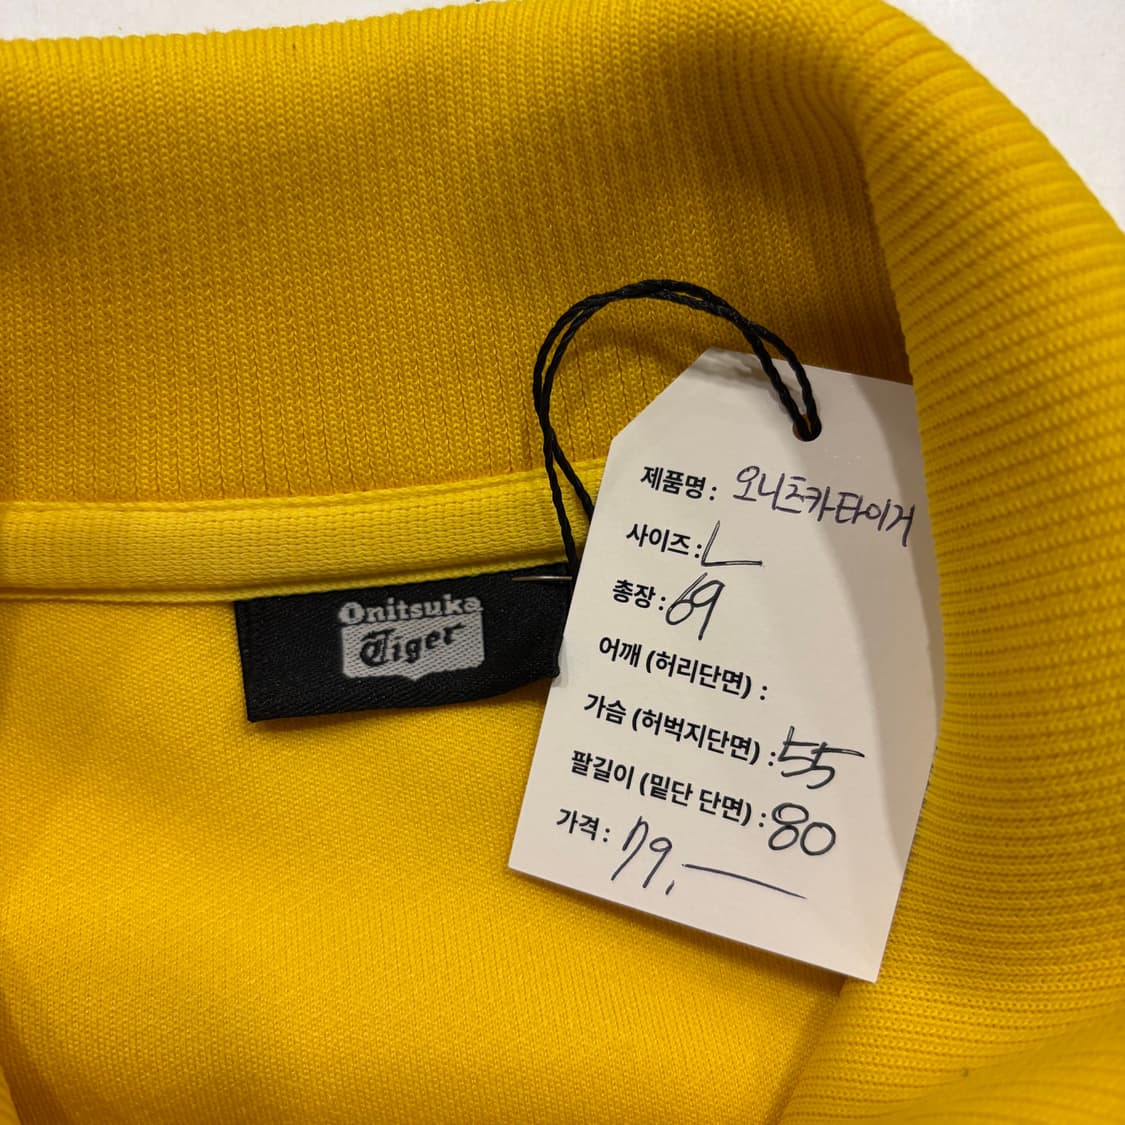 Onitsuka
Tiger
제품명 : 오니츠카타이거
사이즈 : L
총장 : 69
어깨 (허리단면) :
가슴 (허벅지단면) : 55
팔길이 (밑단 단면) : 80
가격 : 79,-